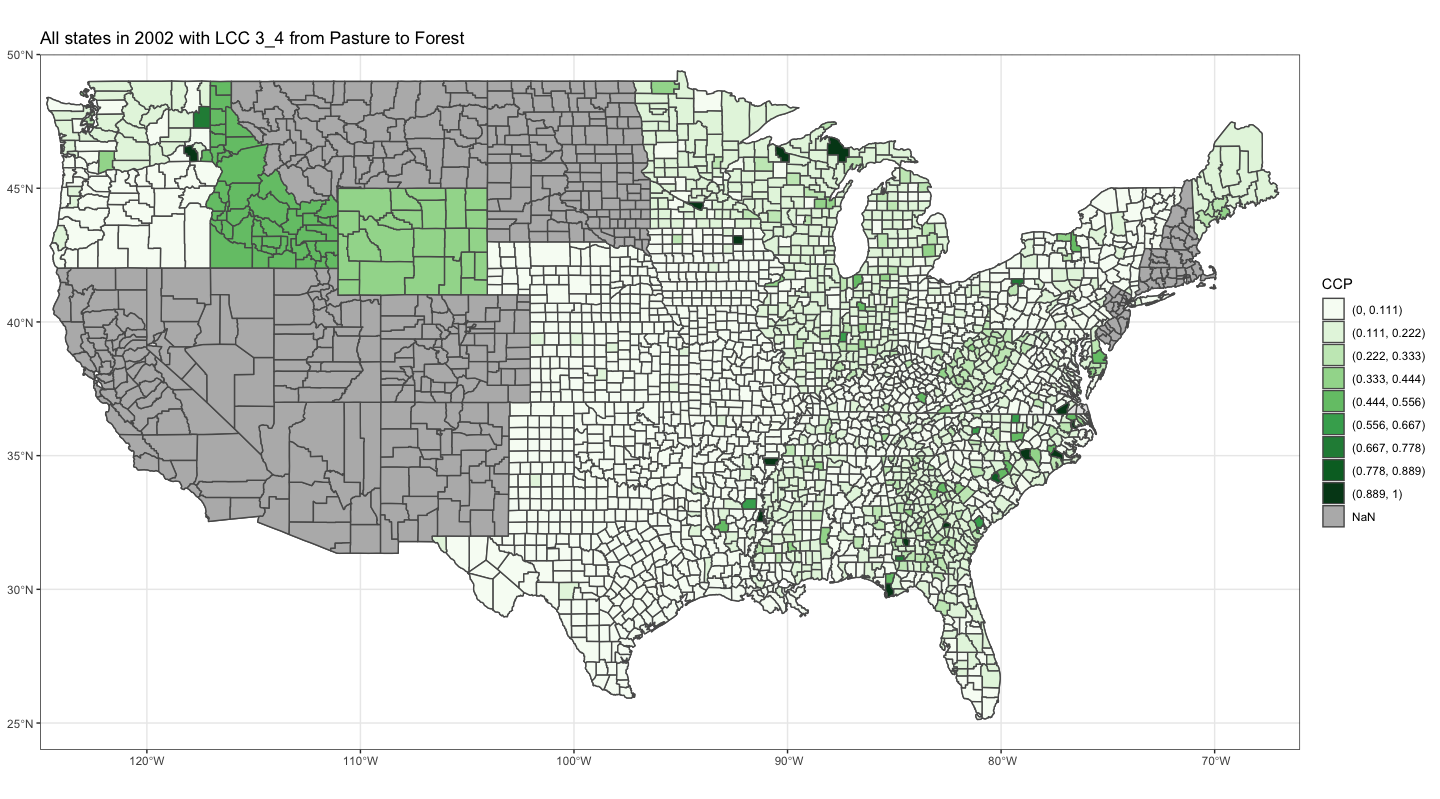 All states in 2002 with LCC 3_4 from Pasture to Forest
50°N
45°N
40°N
35°N
30°N
25°N
120°W
110°W
100°W
90°W
80°W
70°W
CCP
(0, 0.111)
(0.111, 0.222)
(0.222, 0.333)
(0.333, 0.444)
(0.444, 0.556)
(0.556, 0.667)
(0.667, 0.778)
(0.778, 0.889)
(0.889, 1)
NaN